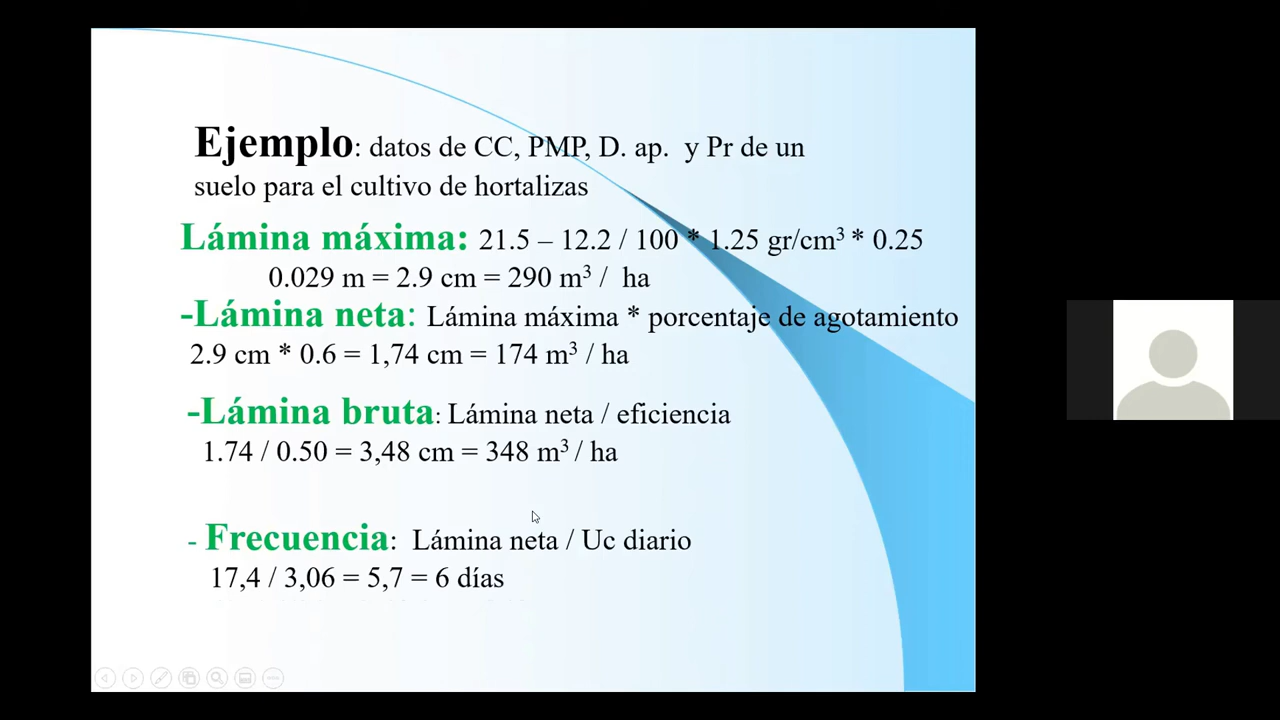 Ejemplo: datos de CC, PMP, D. ap. y Pr de un
suelo para el cultivo de hortalizas
Lámina máxima: 21.5 – 12.2 / 100 * 1.25 gr/cm³ * 0.25
0.029 m = 2.9 cm = 290 m³ / ha
-Lámina neta: Lámina máxima * porcentaje de agotamiento
2.9 cm * 0.6 = 1,74 cm = 174 m³ / ha
-Lámina bruta: Lámina neta / eficiencia
1.74 / 0.50 = 3,48 cm = 348 m³ / ha
- Frecuencia: Lámina neta / Uc diario
17,4 / 3,06 = 5,7 = 6 días